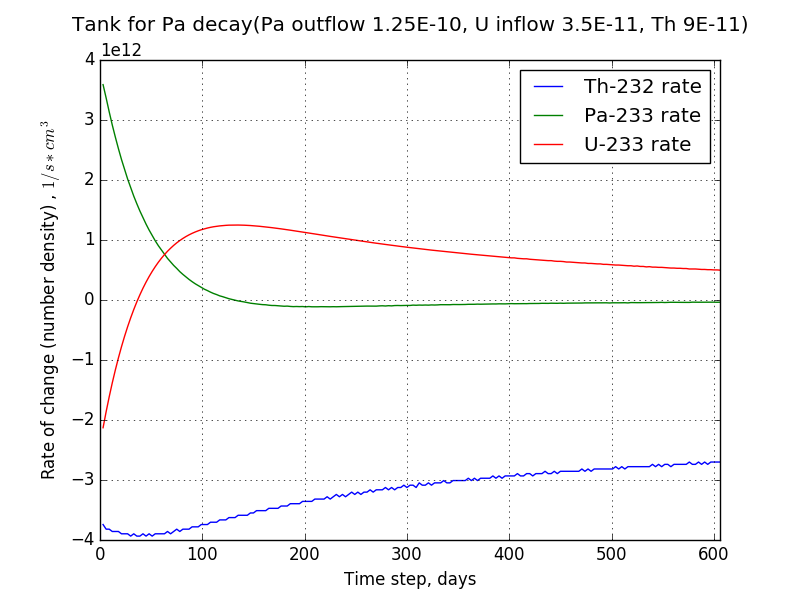 Tank for Pa decay(Pa outflow 1.25E-10, U inflow 3.5E-11, Th 9E-11)
1e12
4
3
2
1
0
−1
−2
−3
−4
Rate of change (number density) , 1/s∗cm³
Th-232 rate
Pa-233 rate
U-233 rate
0 100 200 300 400 500 600
Time step, days